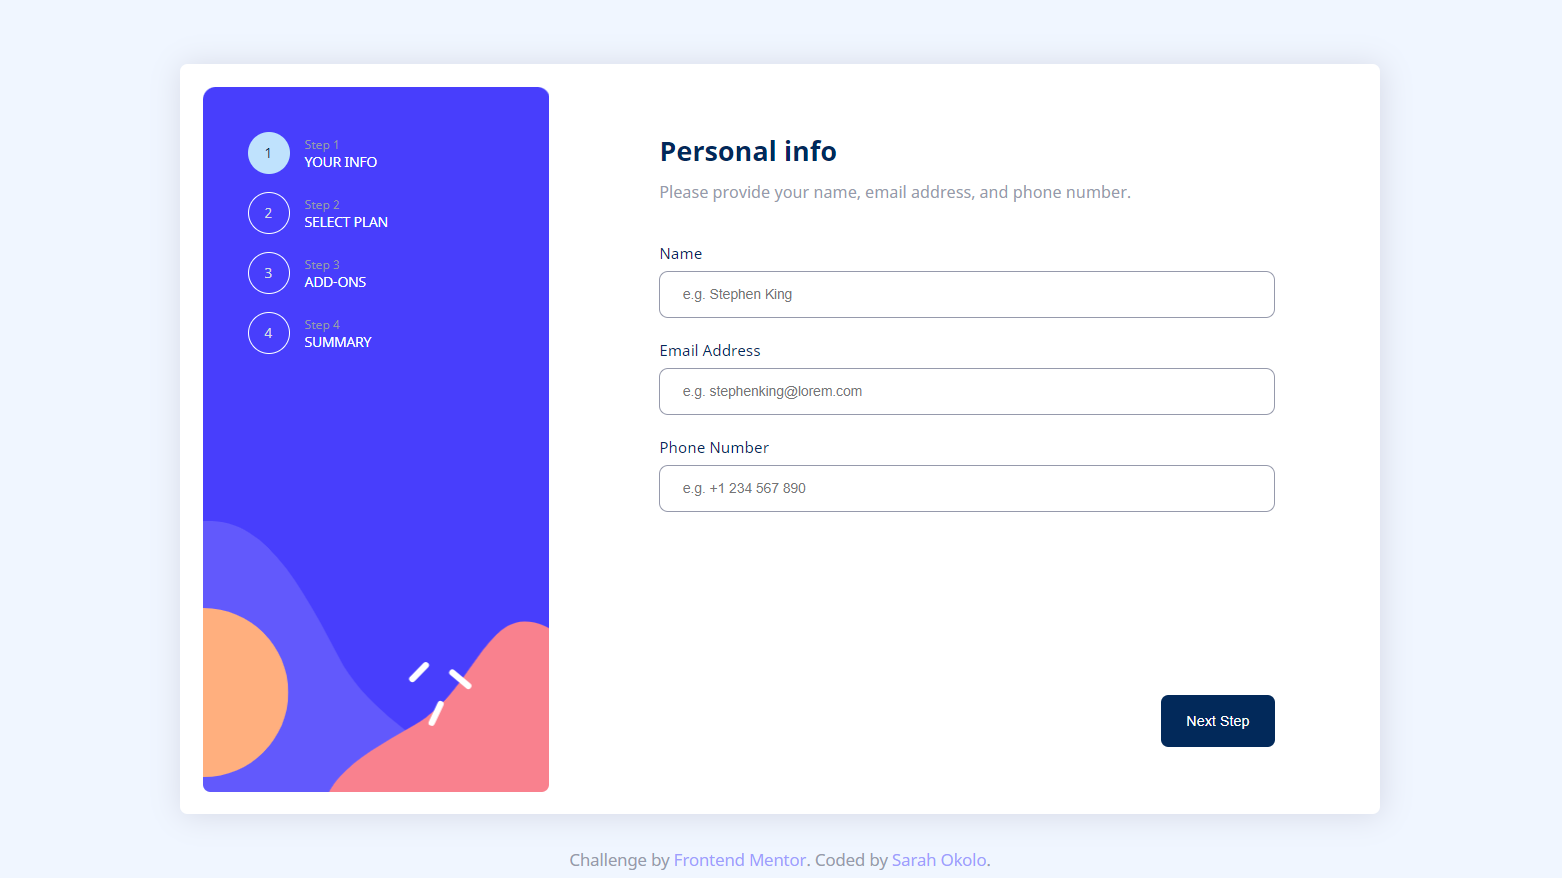 1
Step 1
YOUR INFO
2
Step 2
SELECT PLAN
3
Step 3
ADD-ONS
4
Step 4
SUMMARY
Personal info
Please provide your name, email address, and phone number.
Name
e.g. Stephen King
Email Address
e.g. stephenking@lorem.com
Phone Number
e.g. +1 234 567 890
Next Step
Challenge by Frontend Mentor. Coded by Sarah Okolo.